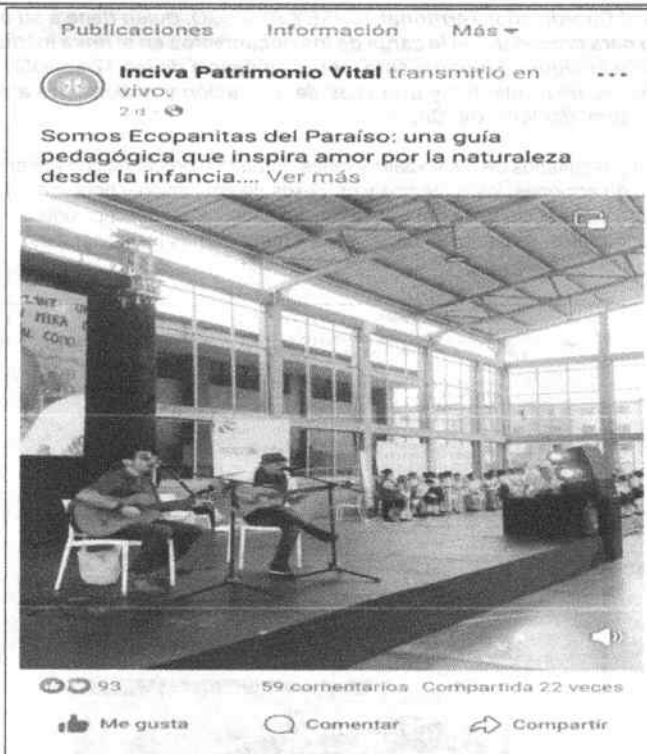 Publicaciones Información Más
Inciva Patrimonio Vital transmitió en
vivo.
2 d ·
Somos Ecopanitas del Paraíso: una guía
pedagógica que inspira amor por la naturaleza
desde la infancia.... Ver más
93 59 comentarios Compartida 22 veces
Me gusta Comentar Compartir